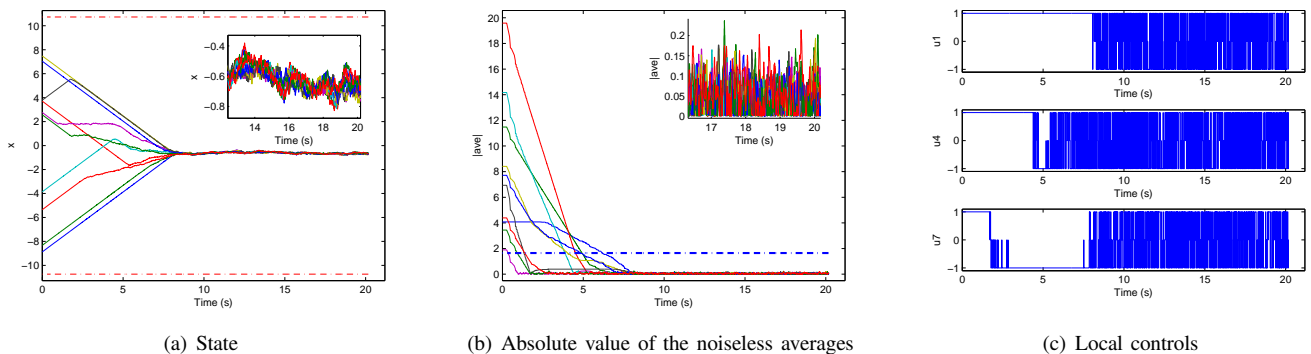 10
8
6
4
2
0
−2
−4
−6
−8
−10
x
0 5 10 15 20
Time (s)
−0.4
−0.6
−0.8
x
14 16 18 20
Time (s)
(a) State
20
18
16
14
12
10
8
6
4
2
0
|ave|
0 5 10 15 20
Time (s)
0.2
0.15
0.1
0.05
0
|ave|
17 18 19 20
Time (s)
(b) Absolute value of the noiseless averages
1
0
−1
u1
0 5 10 15 20
Time (s)
1
0
−1
u4
0 5 10 15 20
Time (s)
1
0
−1
u7
0 5 10 15 20
Time (s)
(c) Local controls